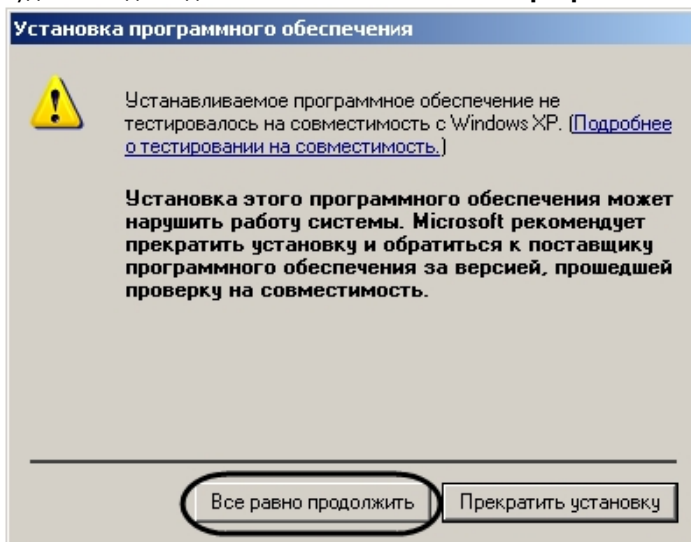 Установка программного обеспечения
Устанавливаемое программное обеспечение не
тестировалось на совместимость с Windows XP. (Подробнее
о тестировании на совместимость.)
Установка этого программного обеспечения может
нарушить работу системы. Microsoft рекомендует
прекратить установку и обратиться к поставщику
программного обеспечения за версией, прошедшей
проверку на совместимость.
Все равно продолжить Прекратить установку